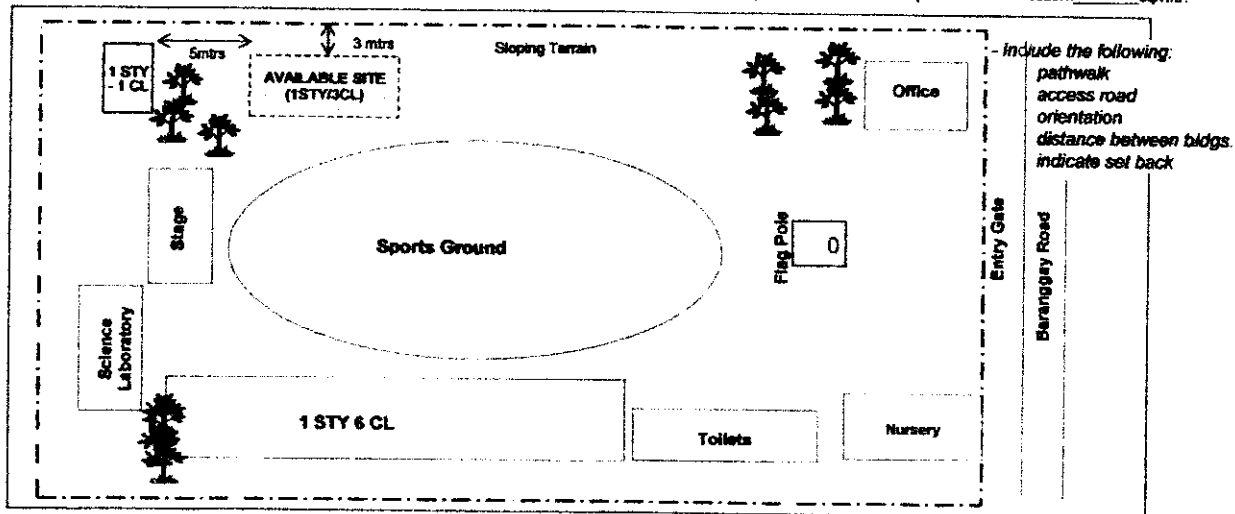 5mtrs
3 mtrs
Sloping Terrain
1 STY
- 1 CL
AVAILABLE SITE
(1STY/3CL)
Office
- Include the following:
pathwalk
access road
orientation
distance between bldgs.
indicate set back
Stage
Sports Ground
Flag Pole
0
Entry Gate
Baranggay Road
Science
Laboratory
1 STY 6 CL
Toilets
Nursery